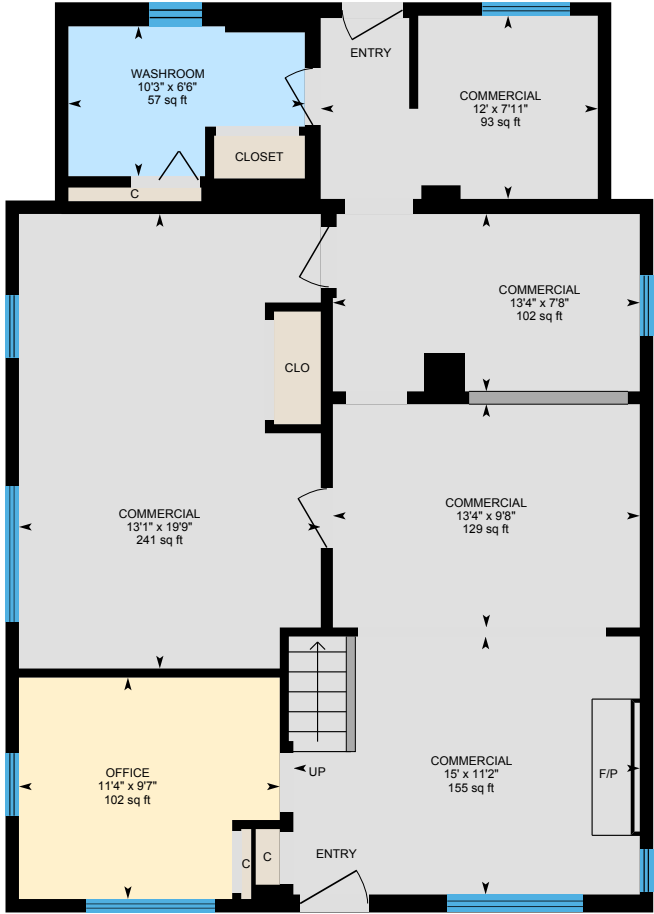 ENTRY
WASHROOM
10'3" x 6'6"
57 sq ft
COMMERCIAL
12' x 7'11"
93 sq ft
CLOSET
C
COMMERCIAL
13'4" x 7'8"
102 sq ft
CLO
COMMERCIAL
13'1" x 19'9"
241 sq ft
COMMERCIAL
13'4" x 9'8"
129 sq ft
OFFICE
11'4" x 9'7"
102 sq ft
UP
COMMERCIAL
15' x 11'2"
155 sq ft
F/P
C
C
ENTRY